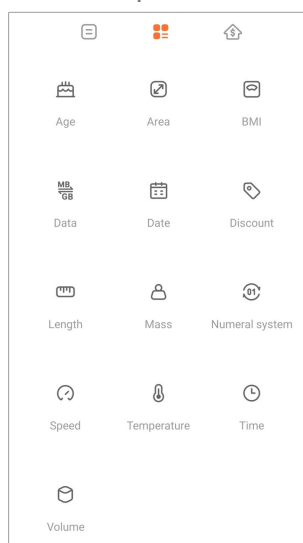 Age Area BMI
MB
GB
Data Date Discount
01
Length Mass Numeral system
Speed Temperature Time
Volume